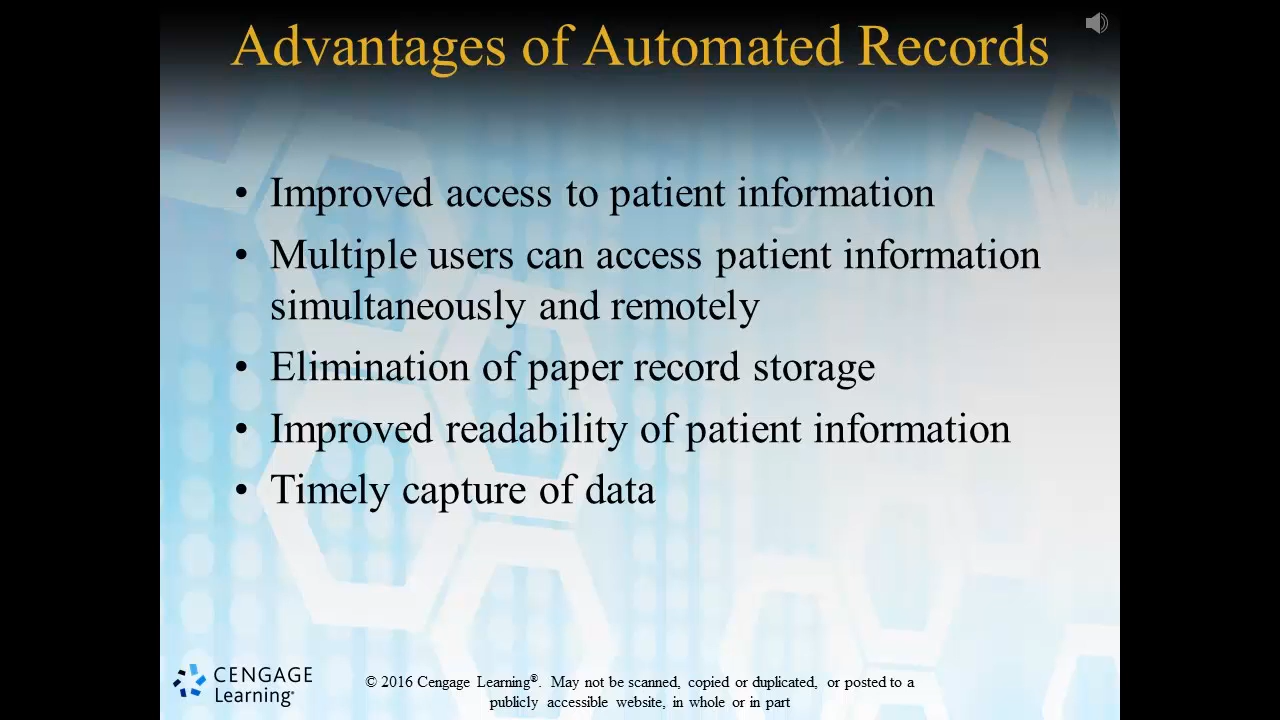 Advantages of Automated Records
• Improved access to patient information
• Multiple users can access patient information
simultaneously and remotely
• Elimination of paper record storage
• Improved readability of patient information
• Timely capture of data
CENGAGE
Learning®
© 2016 Cengage Learning®. May not be scanned, copied or duplicated, or posted to a
publicly accessible website, in whole or in part